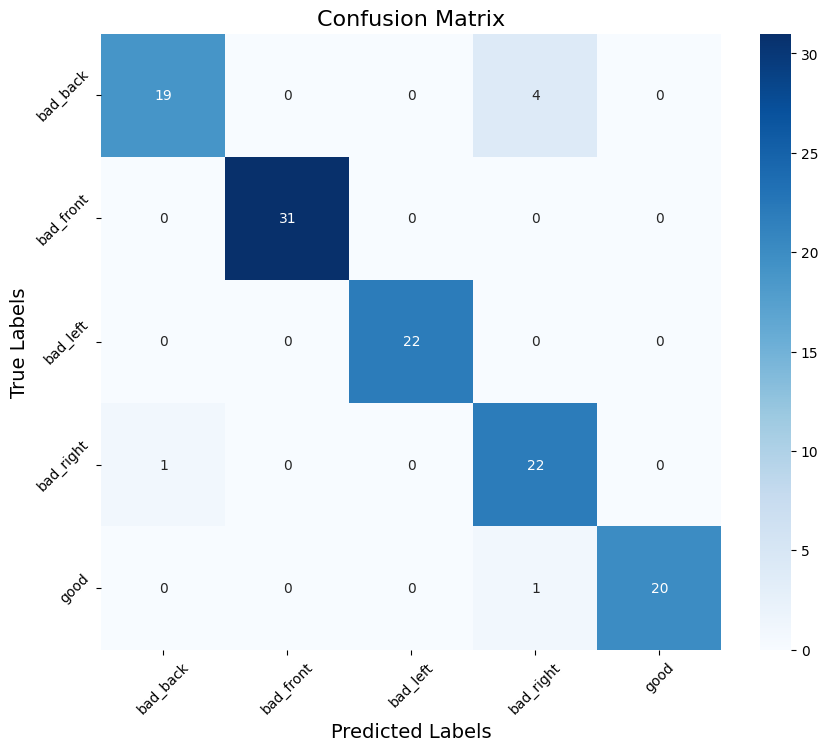 Confusion Matrix
True Labels
bad_back 19 0 0 4 0
bad_front 0 31 0 0 0
bad_left 0 0 22 0 0
bad_right 1 0 0 22 0
good 0 0 0 1 20
bad_back bad_front bad_left bad_right good
Predicted Labels
30
25
20
15
10
5
0